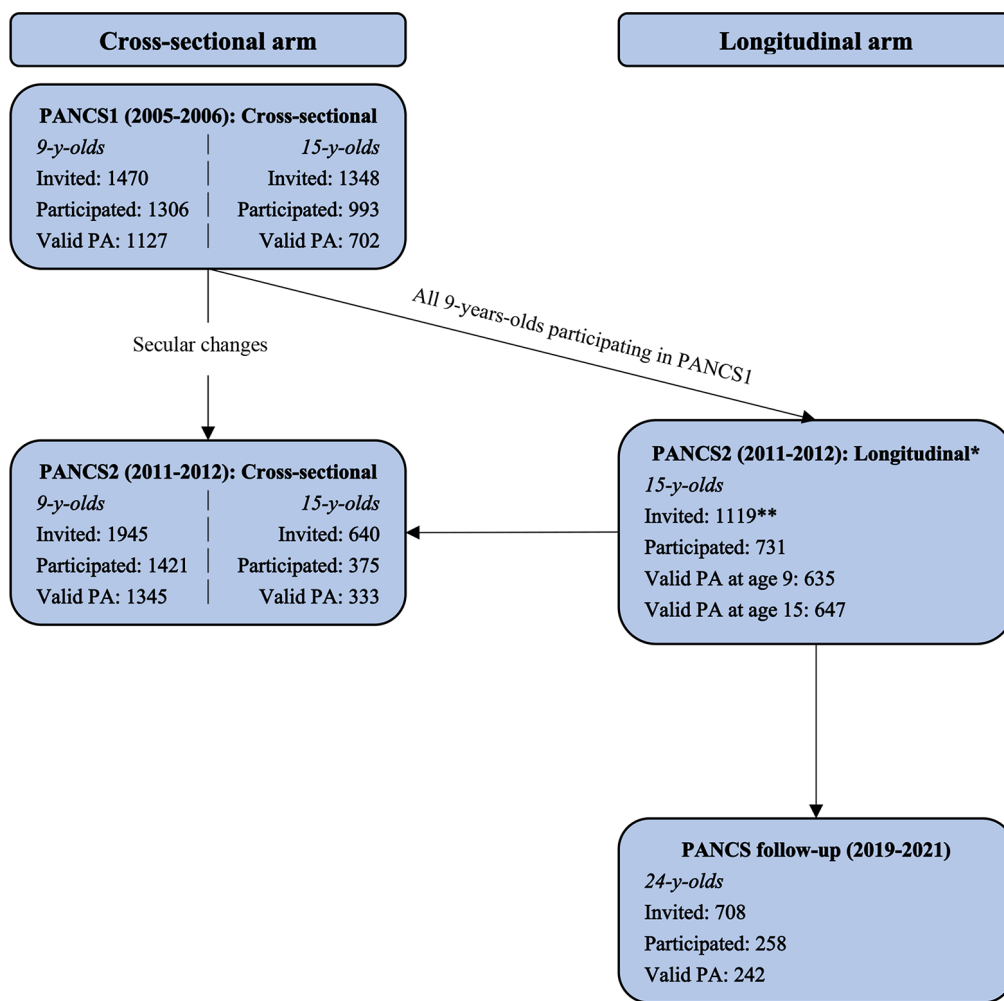 Cross-sectional arm
Longitudinal arm
PANCS1 (2005-2006): Cross-sectional
9-y-olds 15-y-olds
Invited: 1470 Invited: 1348
Participated: 1306 Participated: 993
Valid PA: 1127 Valid PA: 702
All 9-years-olds participating in PANCS1
Secular changes
PANCS2 (2011-2012): Cross-sectional
9-y-olds 15-y-olds
Invited: 1945 Invited: 640
Participated: 1421 Participated: 375
Valid PA: 1345 Valid PA: 333
PANCS2 (2011-2012): Longitudinal*
15-y-olds
Invited: 1119**
Participated: 731
Valid PA at age 9: 635
Valid PA at age 15: 647
PANCS follow-up (2019-2021)
24-y-olds
Invited: 708
Participated: 258
Valid PA: 242